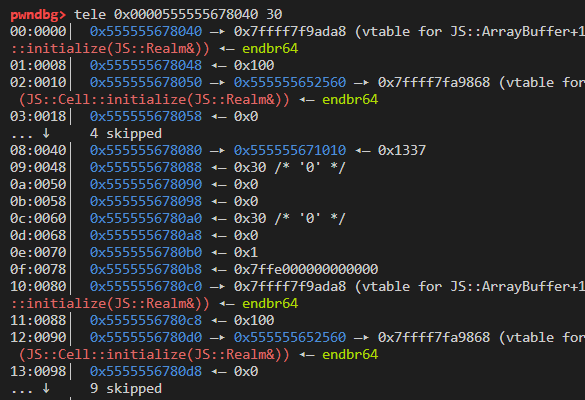 pwndbg> tele 0x0000555555678040 30
00:0000│  0x555555678040 —▸ 0x7ffff7f9ada8 (vtable for JS::ArrayBuffer+1
::initialize(JS::Realm&)) ◂— endbr64
01:0008│  0x555555678048 ◂— 0x100
02:0010│  0x555555678050 —▸ 0x555555652560 —▸ 0x7ffff7fa9868 (vtable fo
 (JS::Cell::initialize(JS::Realm&)) ◂— endbr64
03:0018│  0x555555678058 ◂— 0x0
... ↓     4 skipped
08:0040│  0x555555678080 —▸ 0x555555671010 ◂— 0x1337
09:0048│  0x555555678088 ◂— 0x30 /* '0' */
0a:0050│  0x555555678090 ◂— 0x0
0b:0058│  0x555555678098 ◂— 0x0
0c:0060│  0x5555556780a0 ◂— 0x30 /* '0' */
0d:0068│  0x5555556780a8 ◂— 0x0
0e:0070│  0x5555556780b0 ◂— 0x1
0f:0078│  0x5555556780b8 ◂— 0x7ffe000000000000
10:0080│  0x5555556780c0 —▸ 0x7ffff7f9ada8 (vtable for JS::ArrayBuffer+1
::initialize(JS::Realm&)) ◂— endbr64
11:0088│  0x5555556780c8 ◂— 0x100
12:0090│  0x5555556780d0 —▸ 0x555555652560 —▸ 0x7ffff7fa9868 (vtable fo
 (JS::Cell::initialize(JS::Realm&)) ◂— endbr64
13:0098│  0x5555556780d8 ◂— 0x0
... ↓     9 skipped